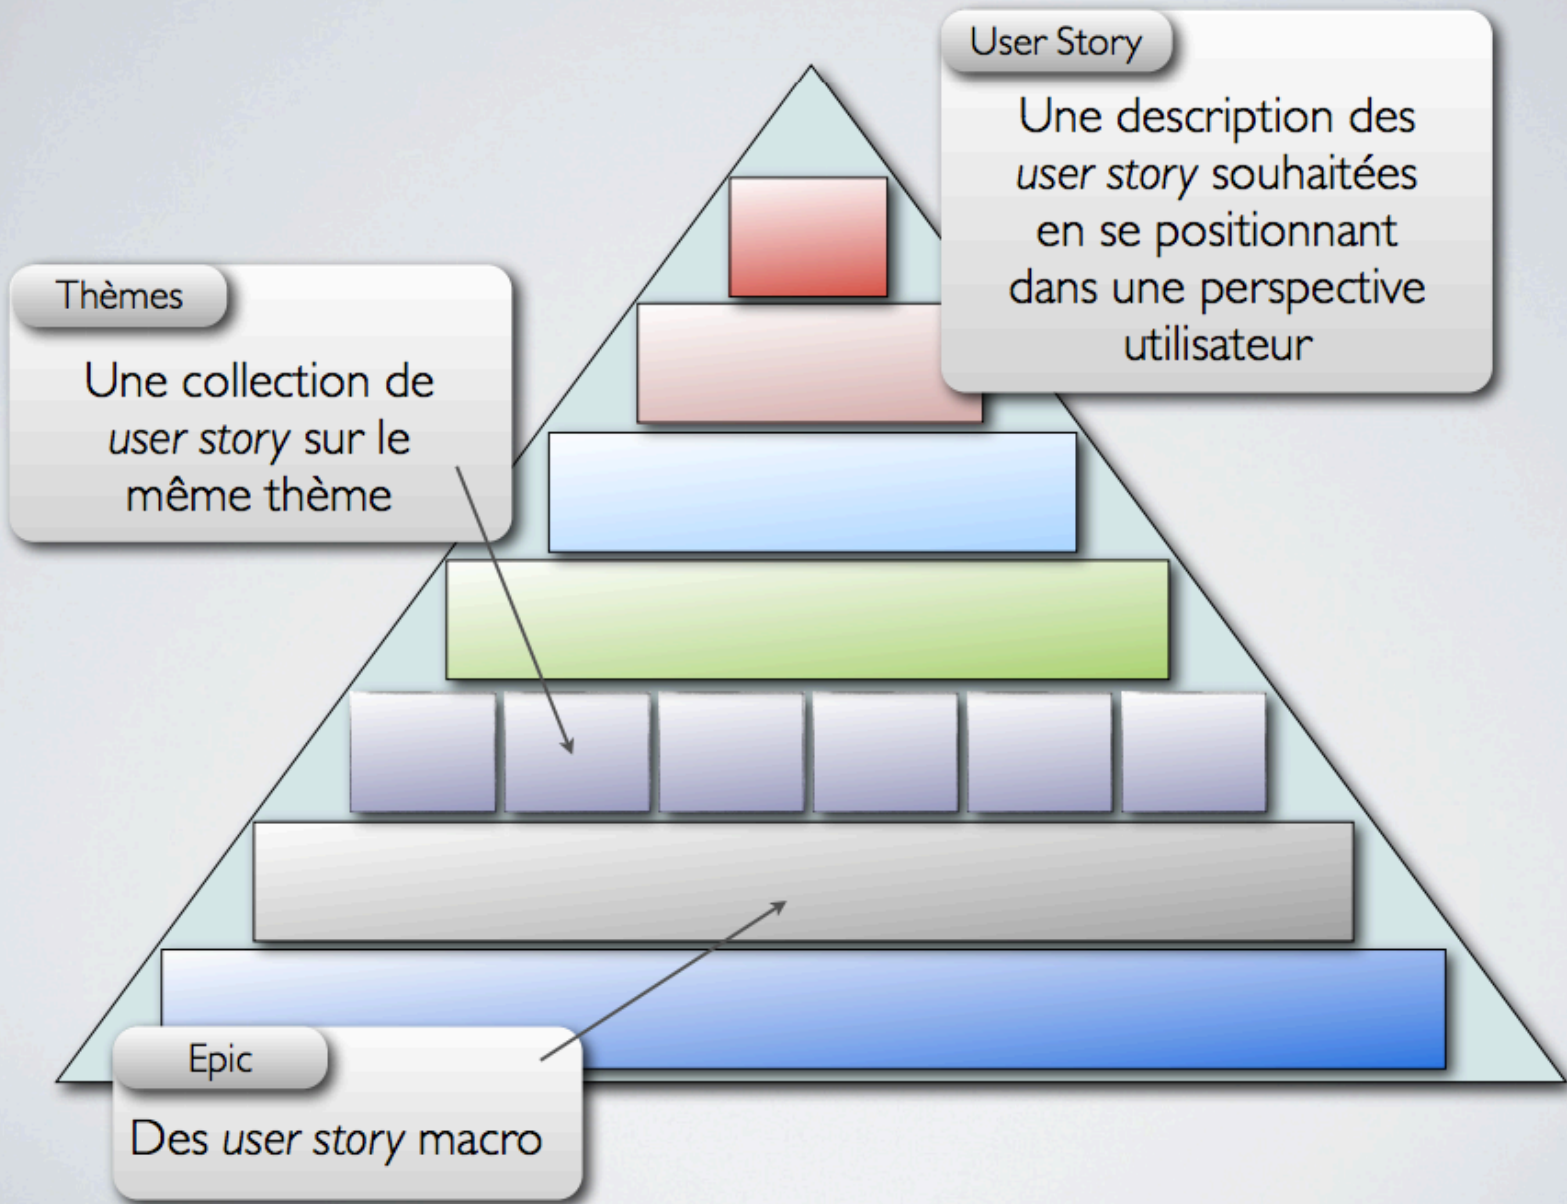 User Story
Une description des
user story souhaitées
en se positionnant
dans une perspective
utilisateur
Thèmes
Une collection de
user story sur le
même thème
Epic
Des user story macro